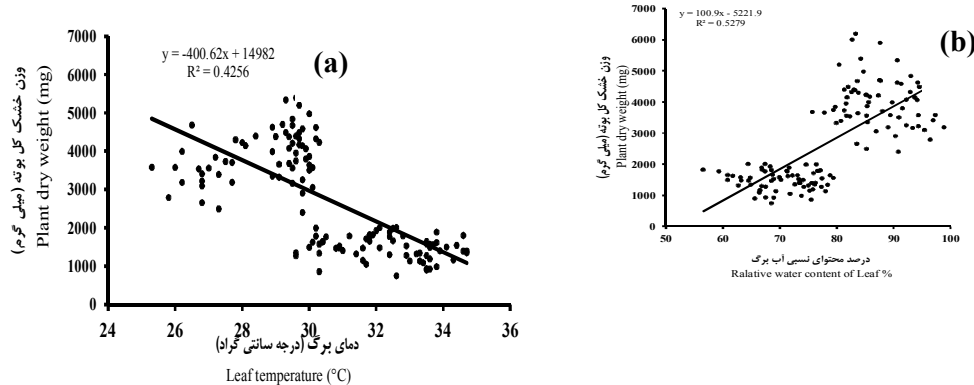 y = -400.62x + 14982
R² = 0.4256
(a)
وزن خشک کل بوته (میلی گرم)
Plant dry weight (mg)
7000
6000
5000
4000
3000
2000
1000
0
24 26 28 30 32 34 36
دمای برگ (درجه سانتی گراد)
Leaf temperature (°C)
y = 100.9x - 5221.9
R² = 0.5279
(b)
وزن خشک کل بوته (میلی گرم)
Plant dry weight (mg)
7000
6000
5000
4000
3000
2000
1000
0
50 60 70 80 90 100
درصد محتوای نسبی آب برگ
Ralative water content of Leaf %